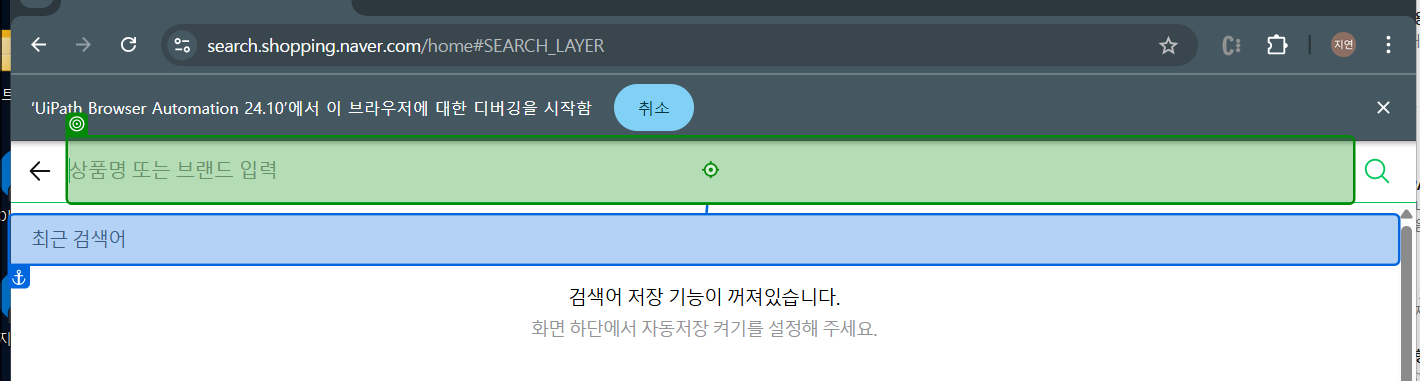 search.shopping.naver.com/home#SEARCH_LAYER
지연
'UiPath Browser Automation 24.10'에서 이 브라우저에 대한 디버깅을 시작함
취소
상품명 또는 브랜드 입력
최근 검색어
검색어 저장 기능이 꺼져있습니다.
화면 하단에서 자동저장 켜기를 설정해 주세요.